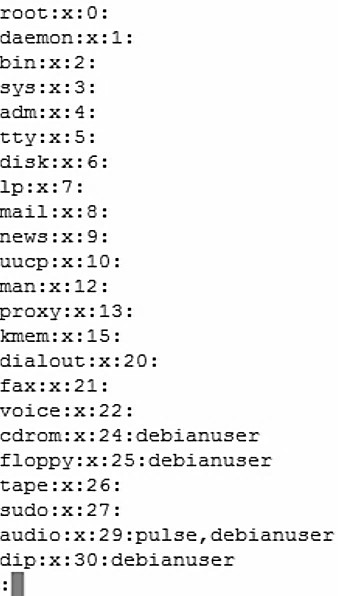 root:x:0:
daemon:x:1:
bin:x:2:
sys:x:3:
adm:x:4:
tty:x:5:
disk:x:6:
lp:x:7:
mail:x:8:
news:x:9:
uucp:x:10:
man:x:12:
proxy:x:13:
kmem:x:15:
dialout:x:20:
fax:x:21:
voice:x:22:
cdrom:x:24:debianuser
floppy:x:25:debianuser
tape:x:26:
sudo:x:27:
audio:x:29:pulse,debianuser
dip:x:30:debianuser
: